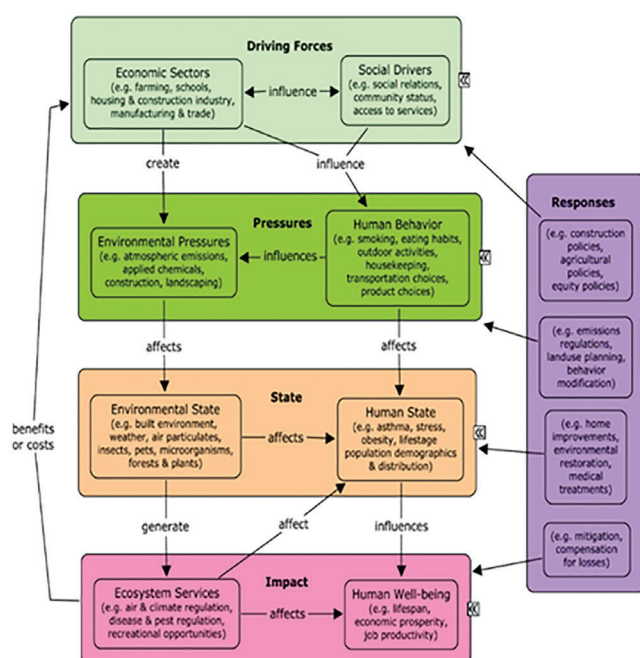 Driving Forces
Economic Sectors
(e.g. farming, schools,
housing & construction industry,
manufacturing & trade)
influence
Social Drivers
(e.g. social relations,
community status,
access to services)
create
influence
Pressures
Environmental Pressures
(e.g. atmospheric emissions,
applied chemicals,
construction, landscaping)
influences
Human Behavior
(e.g. smoking, eating habits,
outdoor activities,
housekeeping,
transportation choices,
product choices)
affects
affects
State
Environmental State
(e.g. built environment,
weather, air particulates,
insects, pets, microorganisms,
forests & plants)
affects
Human State
(e.g. asthma, stress,
obesity, lifestage
population demographics
& distribution)
generate
affect
influences
Impact
Ecosystem Services
(e.g. air & climate regulation,
disease & pest regulation,
recreational opportunities)
affects
Human Well-being
(e.g. lifespan,
economic prosperity,
job productivity)
benefits
or costs
Responses
(e.g. construction
policies,
agricultural
policies,
equity policies)
(e.g. emissions
regulations,
landuse planning,
behavior
modification)
(e.g. home
improvements,
environmental
restoration,
medical
treatments)
(e.g. mitigation,
compensation
for losses)